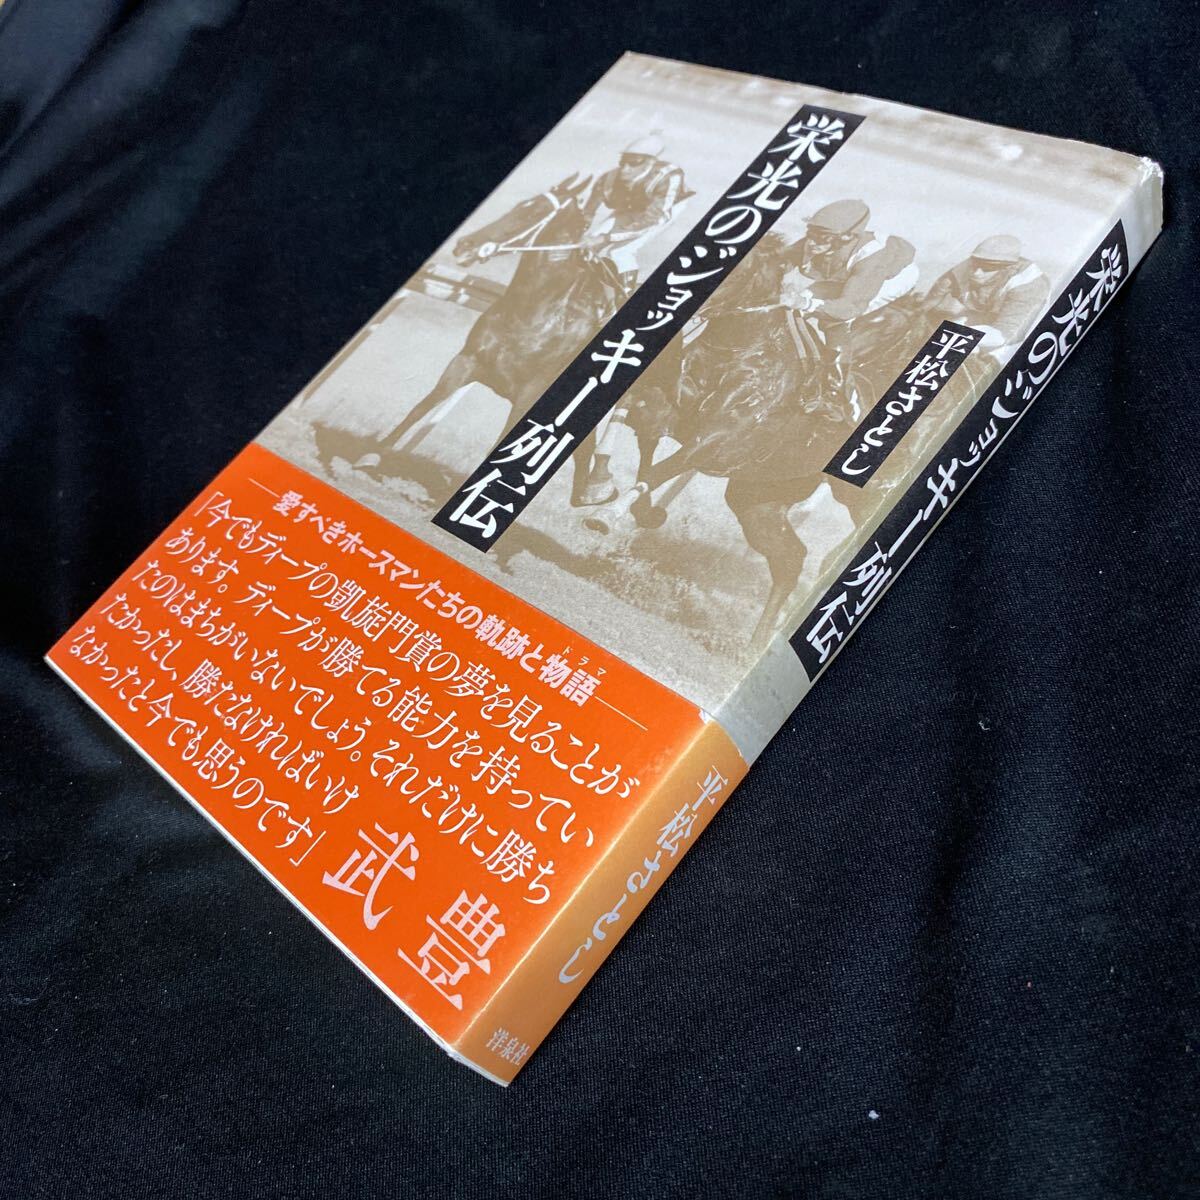 栄光のジョッキー列伝
平松さとし
―愛すべきホースマンたちの軌跡と物語―
ドラマ
「今でもディープの凱旋門賞の夢を見ることが
あります。ディープが勝てる能力を持ってい
たのはまちがいないでしょう。それだけに勝ち
たかったし、勝たなければいけ
なかったと今でも思うのです」
武豊
栄光のジョッキー列伝
平松さとし
洋泉社